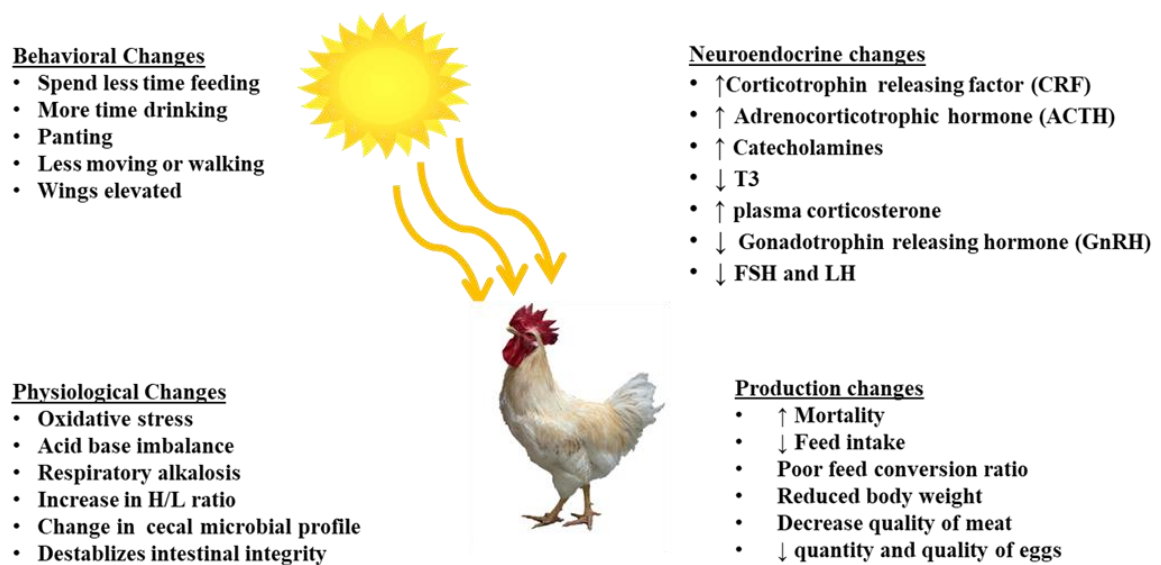 Behavioral Changes
• Spend less time feeding
• More time drinking
• Panting
• Less moving or walking
• Wings elevated
Neuroendocrine changes
• ↑Corticotrophin releasing factor (CRF)
• ↑ Adrenocorticotrophic hormone (ACTH)
• ↑ Catecholamines
• ↓ T3
• ↑ plasma corticosterone
• ↓ Gonadotrophin releasing hormone (GnRH)
• ↓ FSH and LH
Physiological Changes
• Oxidative stress
• Acid base imbalance
• Respiratory alkalosis
• Increase in H/L ratio
• Change in cecal microbial profile
• Destablizes intestinal integrity
Production changes
• ↑ Mortality
• ↓ Feed intake
• Poor feed conversion ratio
• Reduced body weight
• Decrease quality of meat
• ↓ quantity and quality of eggs